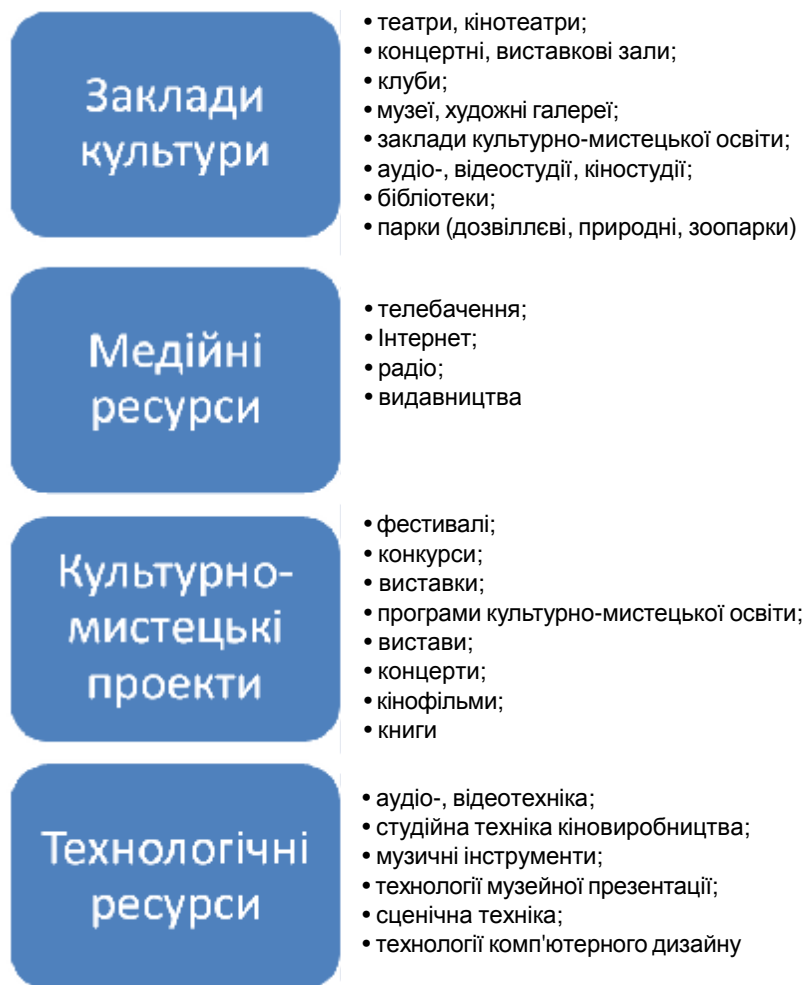 Заклади
культури
• театри, кінотеатри;
• концертні, виставкові зали;
• клуби;
• музеї, художні галереї;
• заклади культурно-мистецької освіти;
• аудіо-, відеостудії, кіностудії;
• бібліотеки;
• парки (дозвіллєві, природні, зоопарки)
Медійні
ресурси
• телебачення;
• Інтернет;
• радіо;
• видавництва
Культурно-
мистецькі
проекти
• фестивалі;
• конкурси;
• виставки;
• програми культурно-мистецької освіти;
• вистави;
• концерти;
• кінофільми;
• книги
Технологічні
ресурси
• аудіо-, відеотехніка;
• студійна техніка кіновиробництва;
• музичні інструменти;
• технології музейної презентації;
• сценічна техніка;
• технології комп'ютерного дизайну